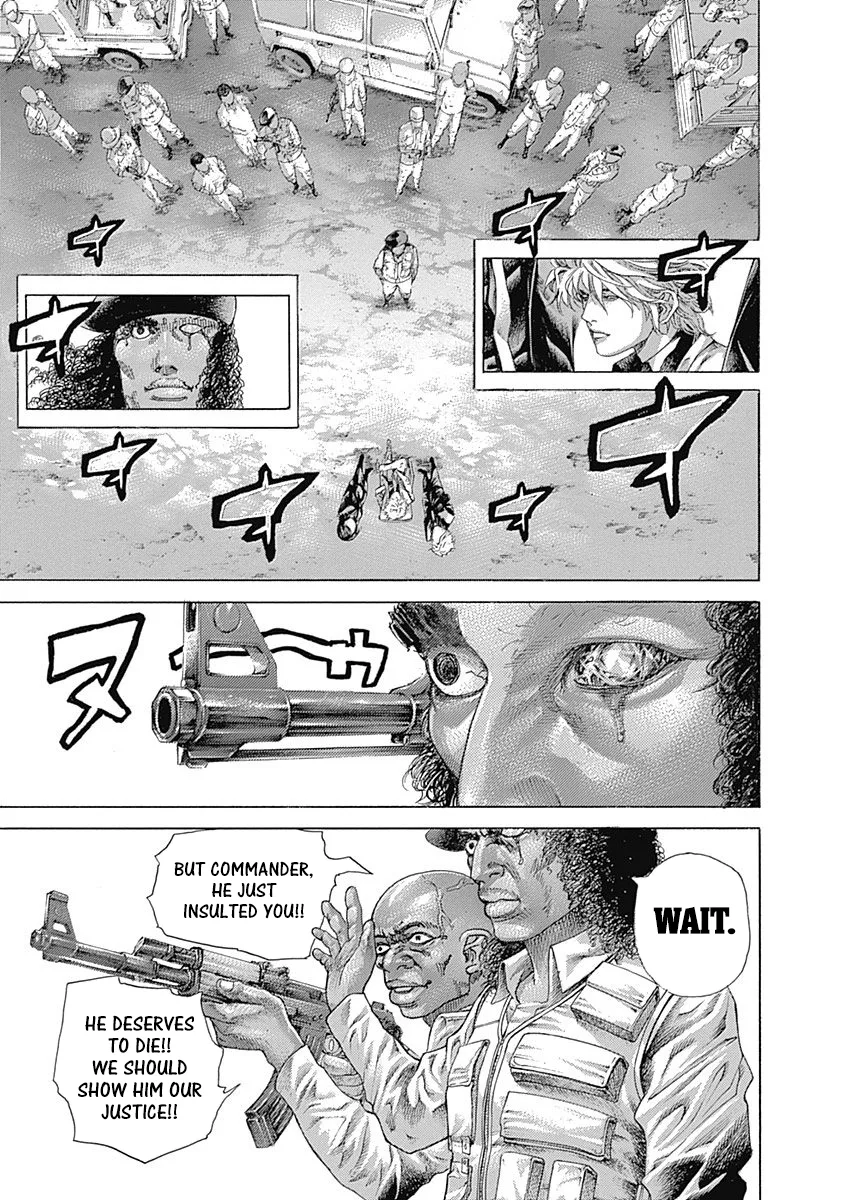 WAIT.
BUT COMMANDER,
HE JUST
INSULTED YOU!!
HE DESERVES
TO DIE!!
WE SHOULD
SHOW HIM OUR
JUSTICE!!